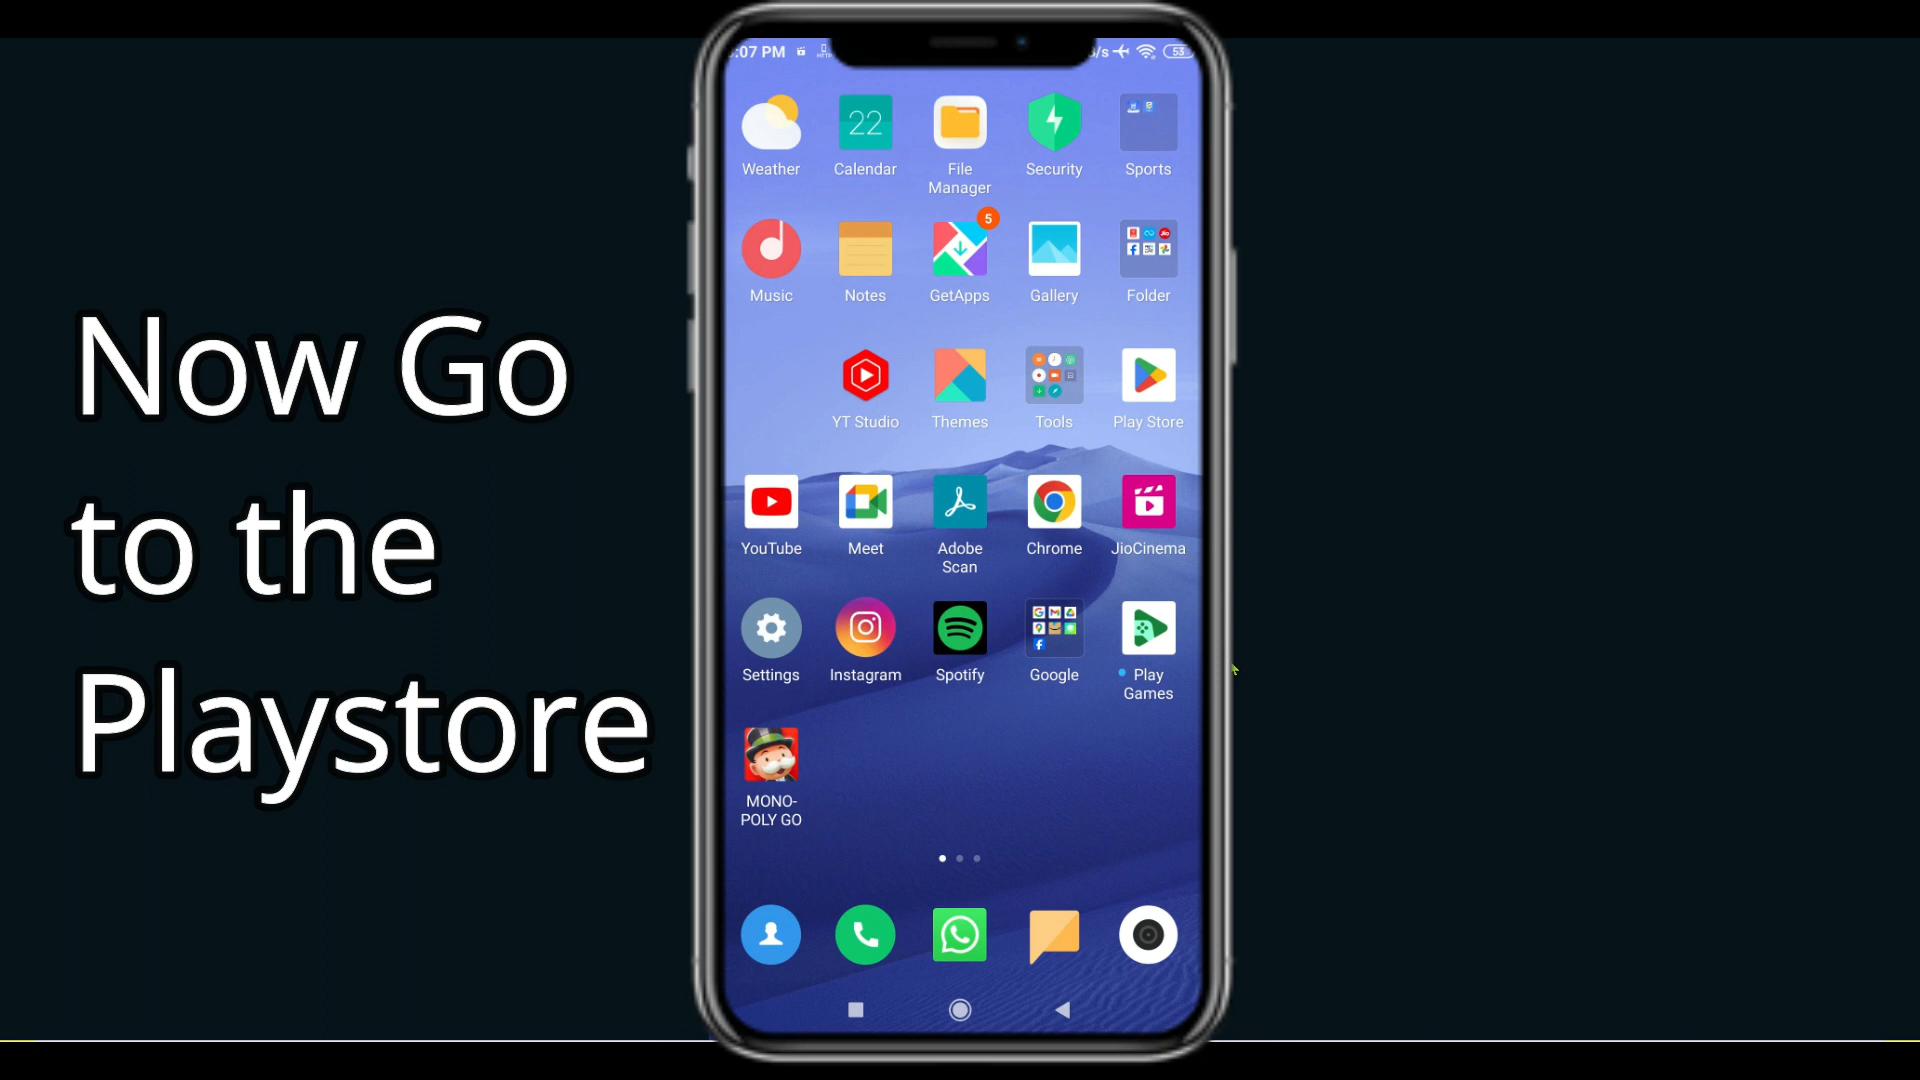 Now Go
to the
Playstore
:07 PM
/s
53
22
Weather
Calendar
File
Manager
Security
Sports
5
Music
Notes
GetApps
Gallery
Folder
YT Studio
Themes
Tools
Play Store
YouTube
Meet
Adobe
Scan
Chrome
JioCinema
Settings
Instagram
Spotify
Google
Play
Games
MONO-
POLY GO